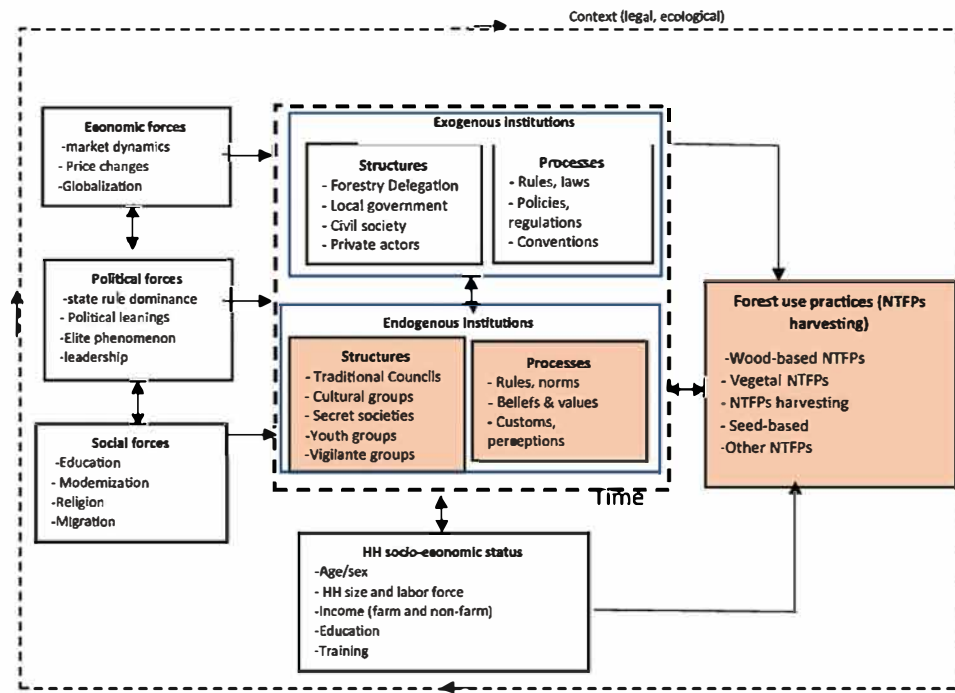 Context (legal, ecological)
Economic forces
-market dynamics
- Price changes
-Globalization
Political forces
-state rule dominance
- Political leanings
-Elite phenomenon
-leadership
Social forces
-Education
- Modernization
-Religion
-Migration
Exogenous institutions
Structures
- Forestry Delegation
- Local government
- Civil society
- Private actors
Processes
- Rules, laws
- Policies,
regulations
- Conventions
Endogenous institutions
Structures
- Traditional Councils
- Cultural groups
- Secret societies
-Youth groups
-Vigilante groups
Processes
- Rules, norms
- Beliefs & values
- Customs,
perceptions
Time
HH socio-economic status
-Age/sex
- HH size and labor force
-Income (farm and non-farm)
-Education
-Training
Forest use practices (NTFPs
harvesting)
-Wood-based NTFPs
- Vegetal NTFPs
- NTFPs harvesting
- Seed-based
-Other NTFPs